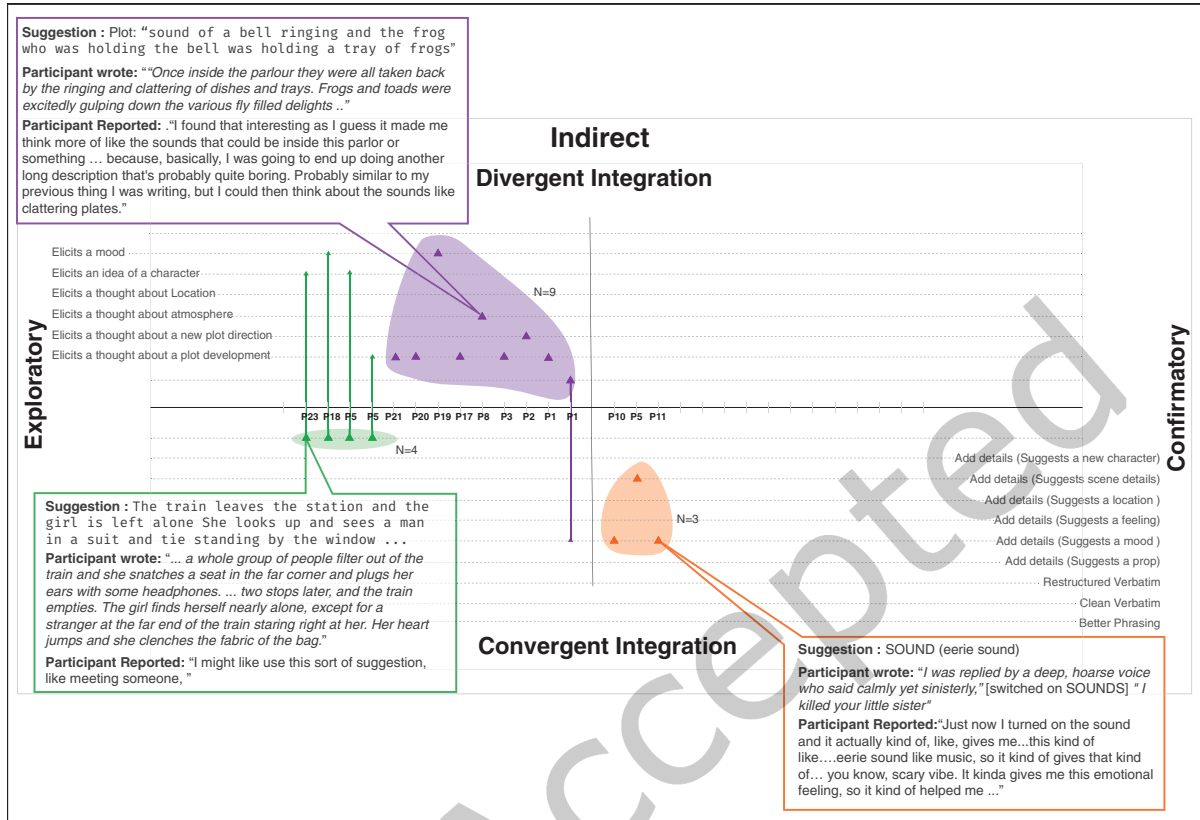 Suggestion : Plot: “sound of a bell ringing and the frog
who was holding the bell was holding a tray of frogs”
Participant wrote: “"Once inside the parlour they were all taken back
by the ringing and clattering of dishes and trays. Frogs and toads were
excitedly gulping down the various fly filled delights ..”
Participant Reported: .“I found that interesting as I guess it made me
think more of like the sounds that could be inside this parlor or
something ... because, basically, I was going to end up doing another
long description that's probably quite boring. Probably similar to my
previous thing I was writing, but I could then think about the sounds like
clattering plates.”
Indirect
Divergent Integration
Elicits a mood
Elicits an idea of a character
Elicits a thought about Location
Elicits a thought about atmosphere
Elicits a thought about a new plot direction
Elicits a thought about a plot development
N=9
Exploratory
Confirmatory
P23 P18 P5 P5 P21 P20 P19 P17 P8 P3 P2 P1 P1 P10 P5 P11
N=4
Add details (Suggests a new character)
Add details (Suggests scene details)
Add details (Suggests a location )
Add details (Suggests a feeling)
Add details (Suggests a mood )
Add details (Suggests a prop)
Restructured Verbatim
Clean Verbatim
Better Phrasing
N=3
Suggestion : The train leaves the station and the
girl is left alone She looks up and sees a man
in a suit and tie standing by the window ...
Participant wrote: “... a whole group of people filter out of the
train and she snatches a seat in the far corner and plugs her
ears with some headphones. ... two stops later, and the train
empties. The girl finds herself nearly alone, except for a
stranger at the far end of the train staring right at her. Her heart
jumps and she clenches the fabric of the bag.”
Participant Reported: “I might like use this sort of suggestion,
like meeting someone, ”
Convergent Integration
Suggestion : SOUND (eerie sound)
Participant wrote: “I was replied by a deep, hoarse voice
who said calmly yet sinisterly,” [switched on SOUNDS] " I
killed your little sister"
Participant Reported:“Just now I turned on the sound
and it actually kind of, like, gives me...this kind of
like....eerie sound like music, so it kind of gives that kind
of... you know, scary vibe. It kinda gives me this emotional
feeling, so it kind of helped me ...”
Accepted